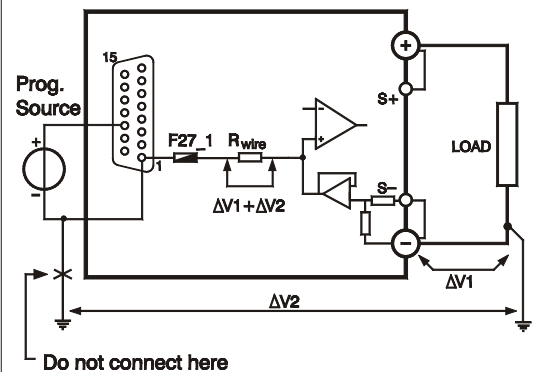 15
Prog.
Source
+
−
1
F27_1
Rwire
ΔV1+ΔV2
−
+
+
S+
S−
−
LOAD
ΔV1
ΔV2
Do not connect here